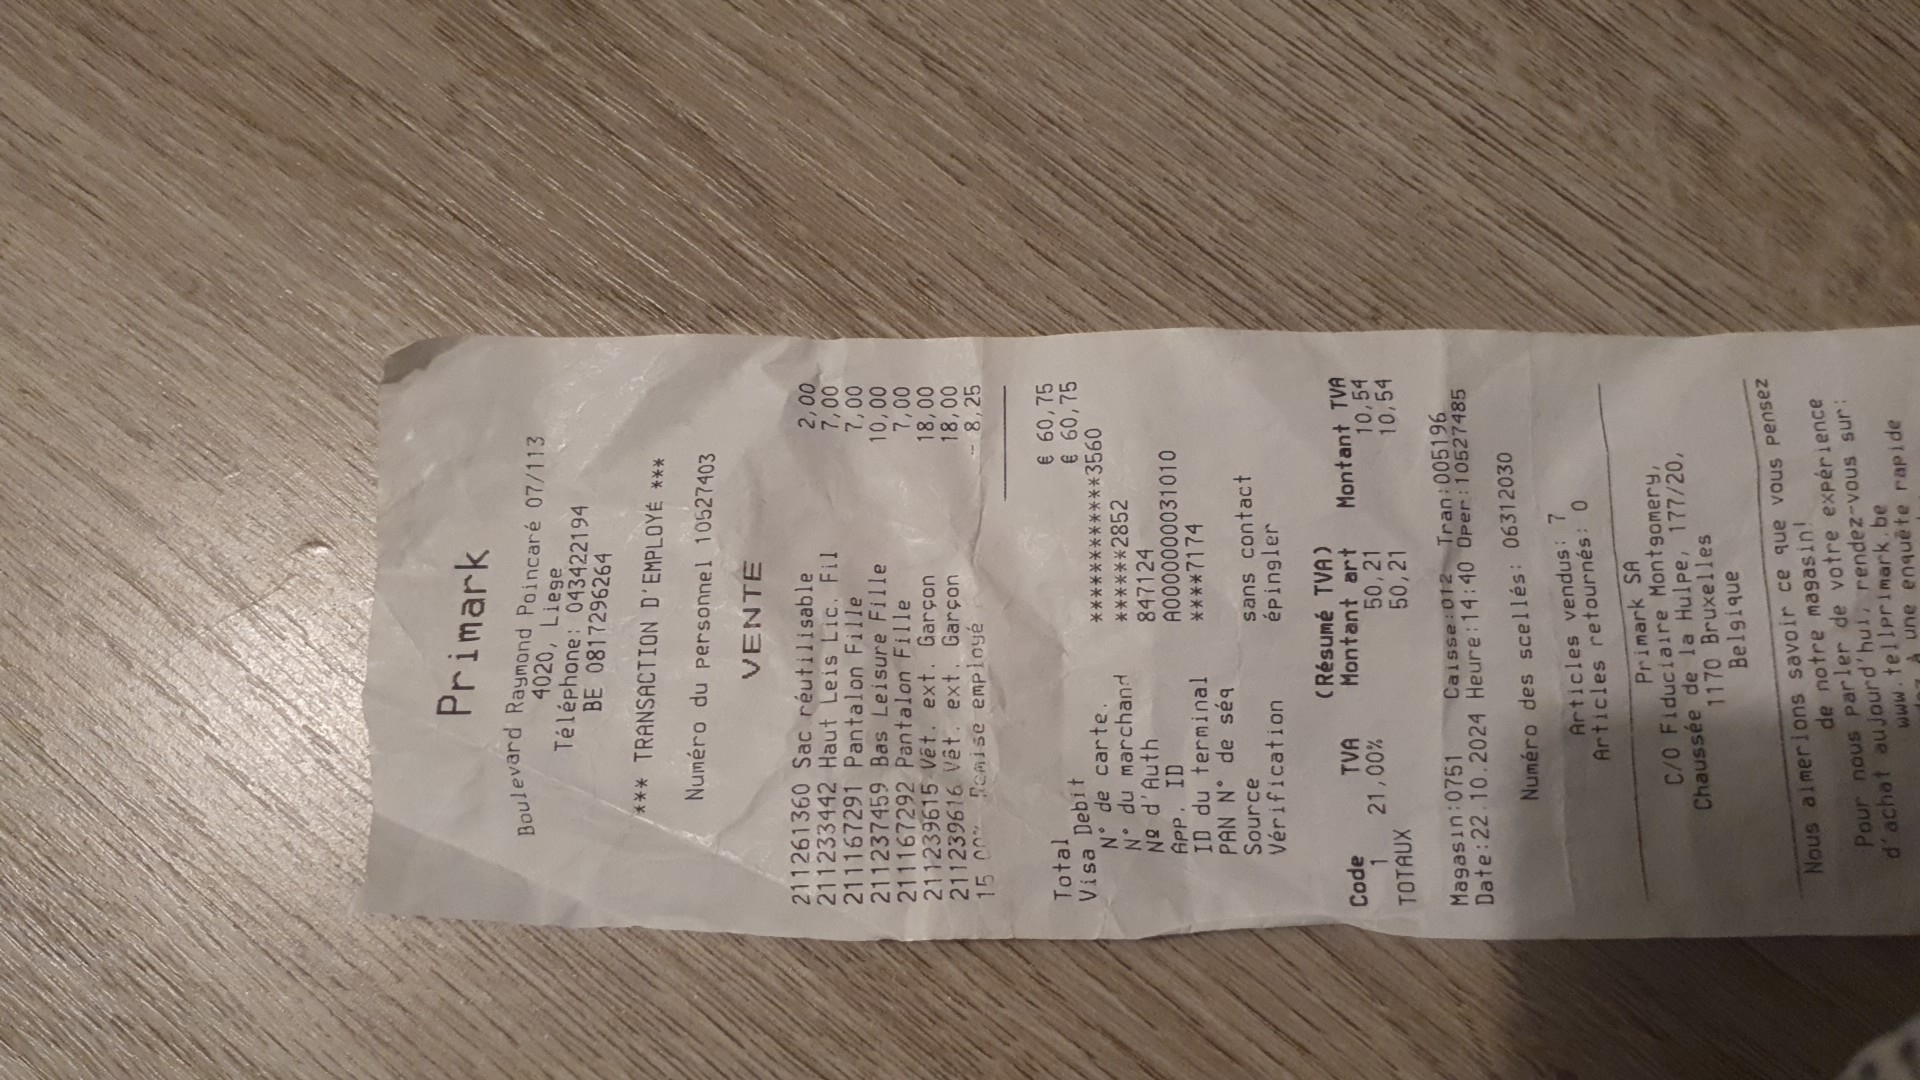 Primark
Boulevard Raymond Poincaré 07/113
4020, Liege
Téléphone: 043422194
BE 0817296264
*** TRANSACTION D'EMPLOYÉ ***
Numéro du personnel 10527403
VENTE
211261360 Sac réutilisable 2,00
211233442 Haut Leis Lic. Fil 7,00
211167291 Pantalon Fille 7,00
211237459 Bas Leisure Fille 10,00
211167292 Pantalon Fille 7,00
211239615 Vêt. ext. Garçon 18,00
211239616 Vêt. ext. Garçon 18,00
15,00% Remise employé - 8,25
Total € 60,75
Visa Debit € 60,75
N° de carte. ************3560
N° du marchand ******2852
Nº d'Auth 847124
App. ID A0000000031010
ID du terminal ****7174
PAN N° de séq
Source sans contact
Vérification épingler
(Résumé TVA)
Code TVA Montant art Montant TVA
1 21,00% 50,21 10,54
TOTAUX 50,21 10,54
Magasin:0751 Caisse:012 Tran:005196
Date:22.10.2024 Heure:14:40 Oper:10527485
Numéro des scellés: 06312030
Articles vendus: 7
Articles retournés: 0
Primark SA
C/O Fiduciaire Montgomery,
Chaussée de la Hulpe, 177/20,
1170 Bruxelles
Belgique
Nous aimerions savoir ce que vous pensez
de notre magasin!
Pour nous parler de votre expérience
d'achat aujourd'hui, rendez-vous sur:
www.tellprimark.be
à une enquête rapide